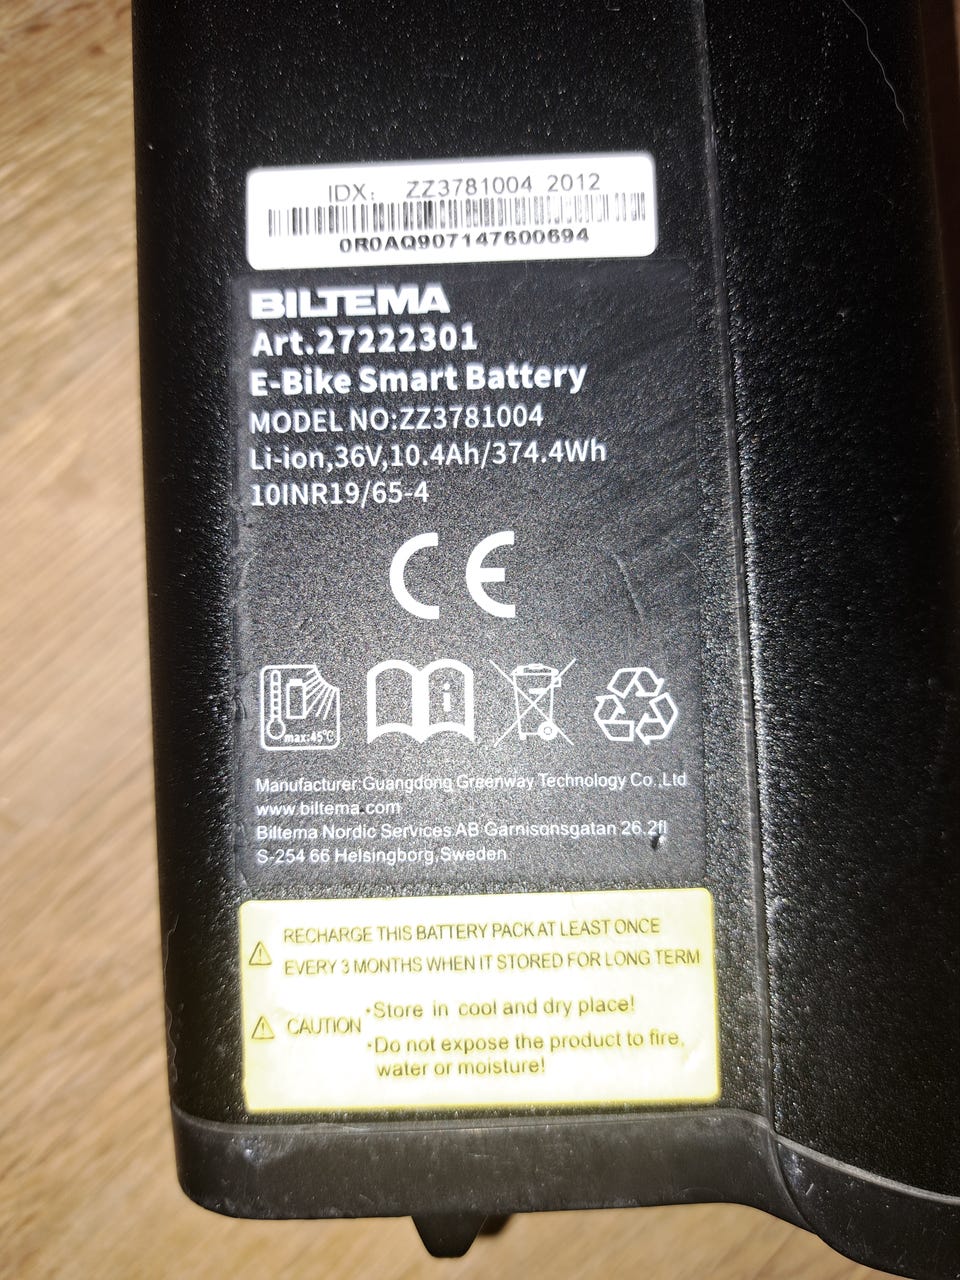 IDX: ZZ3781004 2012
0R0AQ907147600694
BILTEMA
Art.27222301
E-Bike Smart Battery
MODEL NO:ZZ3781004
Li-ion,36V,10.4Ah/374.4Wh
10INR19/65-4
CE
max:45℃
i
Manufacturer:Guangdong Greenway Technology Co.,Ltd
www.biltema.com
Biltema Nordic Services AB Garnisonsgatan 26,2fl
S-254 66 Helsingborg,Sweden
RECHARGE THIS BATTERY PACK AT LEAST ONCE
EVERY 3 MONTHS WHEN IT STORED FOR LONG TERM
CAUTION
•Store in cool and dry place!
•Do not expose the product to fire,
water or moisture!